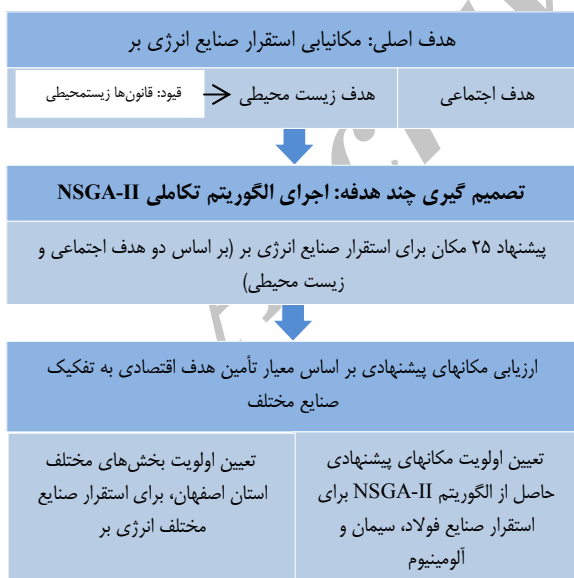 هدف اصلی: مکانیابی استقرار صنایع انرژی بر
هدف اجتماعی
هدف زیست محیطی
قیود: قانون‌ها زیستمحیطی
تصمیم گیری چند هدفه: اجرای الگوریتم تکاملی NSGA-II
پیشنهاد ۲۵ مکان برای استقرار صنایع انرژی بر (بر اساس دو هدف اجتماعی و
زیست محیطی)
ارزیابی مکانهای پیشنهادی بر اساس معیار تأمین هدف اقتصادی به تفکیک
صنایع مختلف
تعیین اولویت مکانهای پیشنهادی
حاصل از الگوریتم NSGA-II برای
استقرار صنایع فولاد، سیمان و
آلومینیوم
تعیین اولویت بخش‌های مختلف
استان اصفهان، برای استقرار صنایع
مختلف انرژی بر